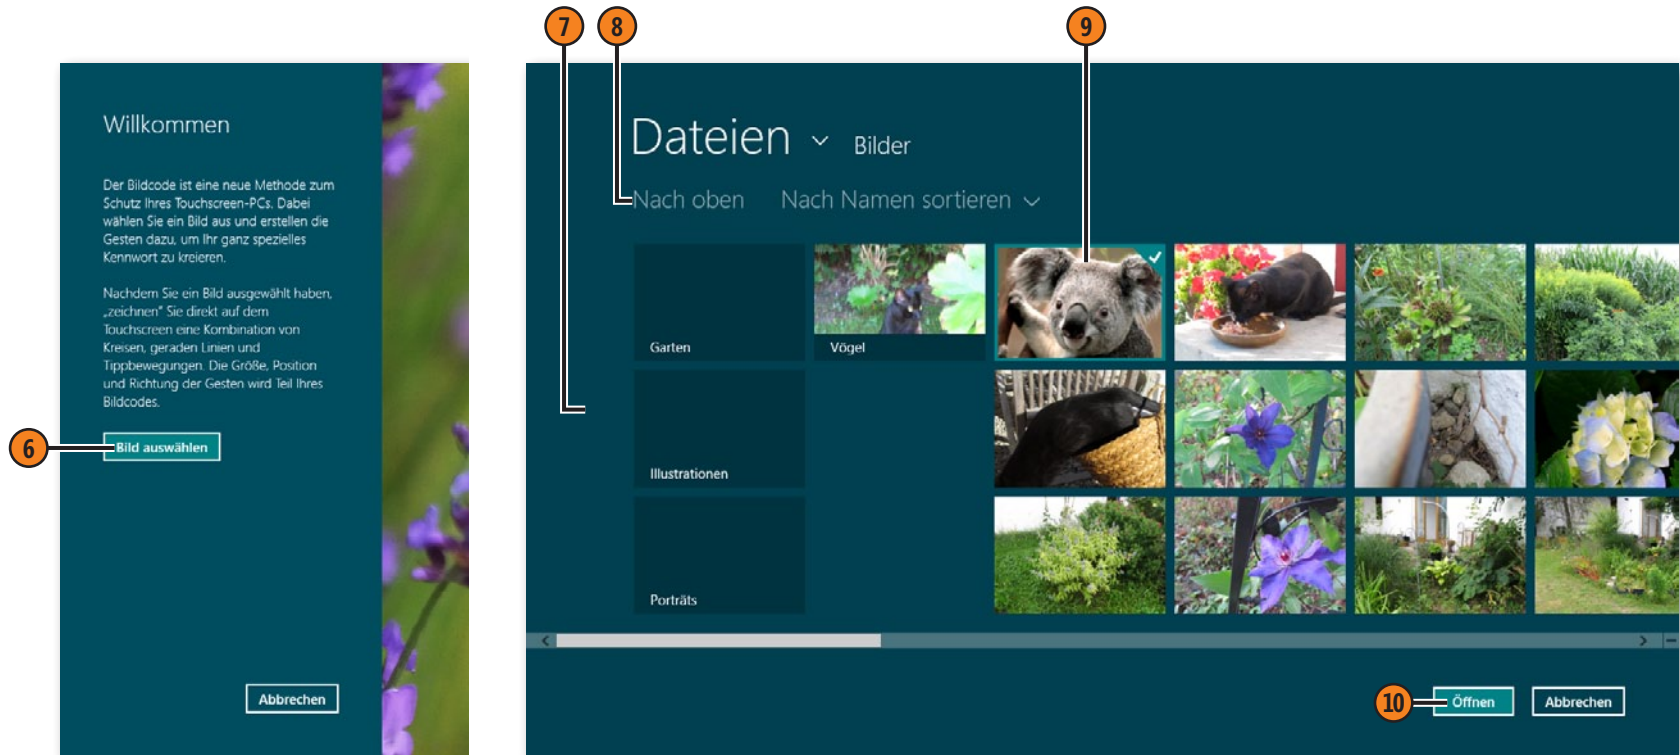 7 8 9
Willkommen
Der Bildcode ist eine neue Methode zum
Schutz Ihres Touchscreen-PCs. Dabei
wählen Sie ein Bild aus und erstellen die
Gesten dazu, um Ihr ganz spezielles
Kennwort zu kreieren.
Nachdem Sie ein Bild ausgewählt haben,
„zeichnen“ Sie direkt auf dem
Touchscreen eine Kombination von
Kreisen, geraden Linien und
Tippbewegungen. Die Größe, Position
und Richtung der Gesten wird Teil Ihres
Bildcodes.
6 Bild auswählen
Abbrechen
Dateien Bilder
Nach oben Nach Namen sortieren
Garten Vögel
Illustrationen
Porträts
10 Öffnen Abbrechen